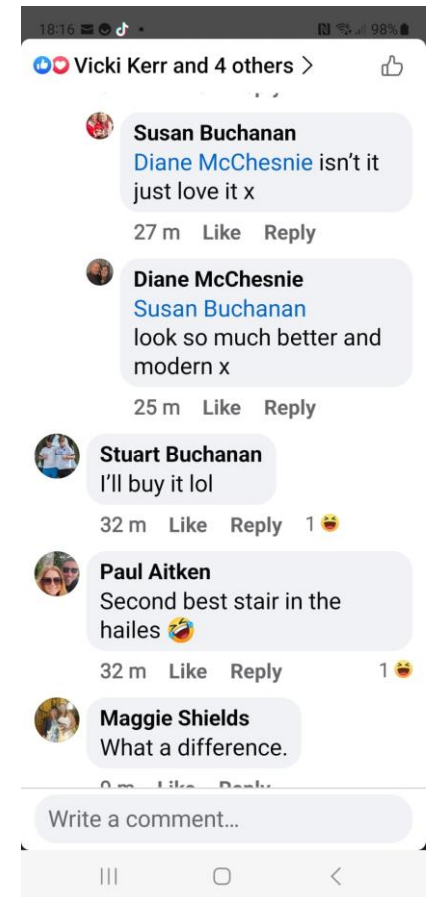 18:16
98%
Vicki Kerr and 4 others >
Susan Buchanan
Diane McChesnie isn't it
just love it x
27 m Like Reply
Diane McChesnie
Susan Buchanan
look so much better and
modern x
25 m Like Reply
Stuart Buchanan
I'll buy it lol
32 m Like Reply 1
Paul Aitken
Second best stair in the
hailes 🤣
32 m Like Reply 1
Maggie Shields
What a difference.
Like Reply
Write a comment...